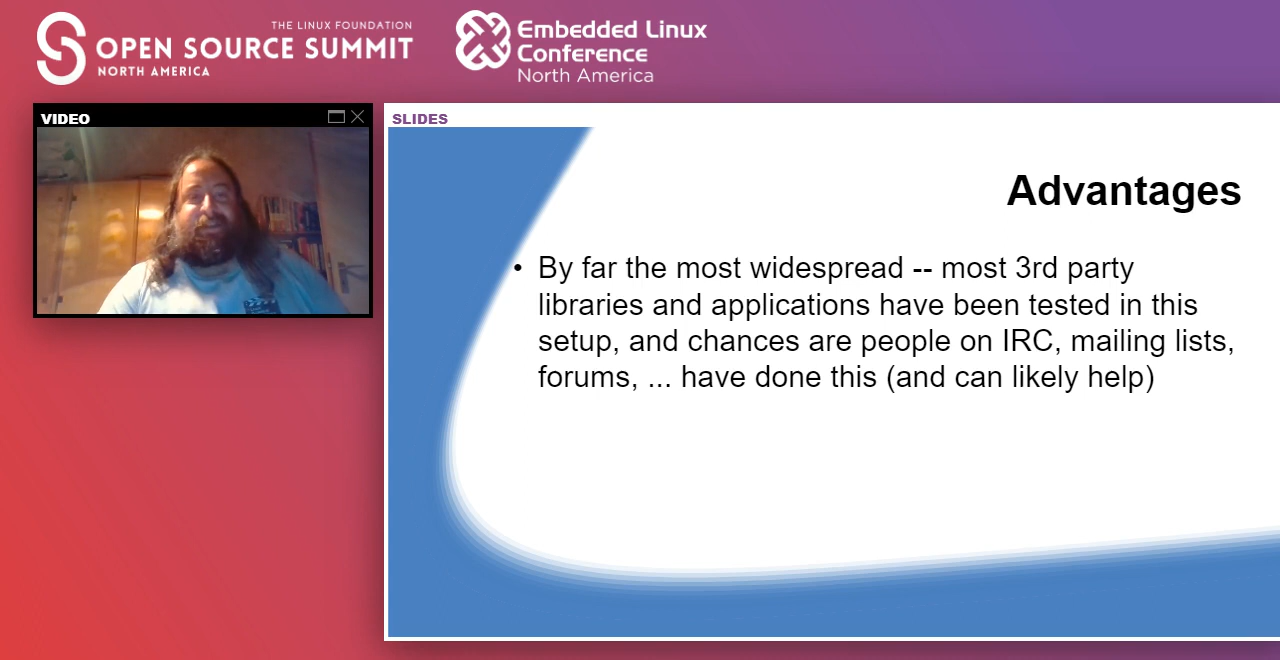 THE LINUX FOUNDATION
OPEN SOURCE SUMMIT
NORTH AMERICA
Embedded Linux
Conference
North America
VIDEO
SLIDES
Advantages
• By far the most widespread -- most 3rd party
libraries and applications have been tested in this
setup, and chances are people on IRC, mailing lists,
forums, ... have done this (and can likely help)